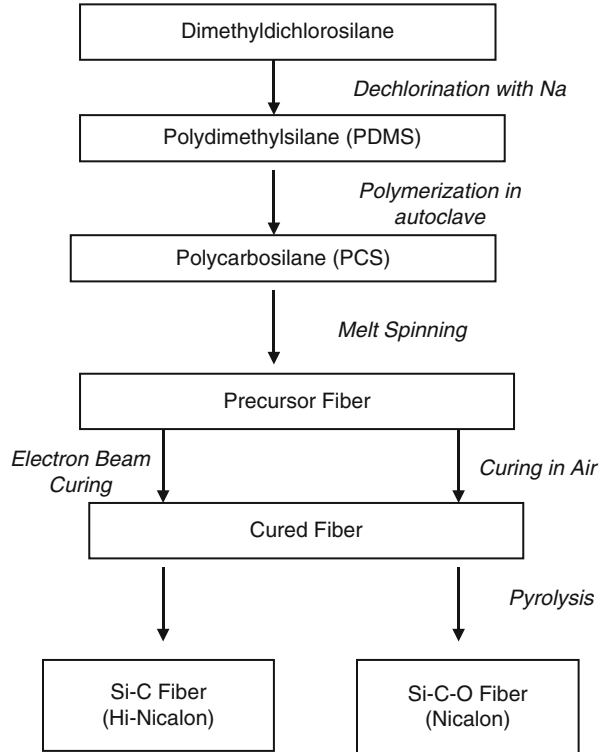 Dimethyldichlorosilane
Dechlorination with Na
Polydimethylsilane (PDMS)
Polymerization in
autoclave
Polycarbosilane (PCS)
Melt Spinning
Precursor Fiber
Electron Beam
Curing
Curing in Air
Cured Fiber
Pyrolysis
Si-C Fiber
(Hi-Nicalon)
Si-C-O Fiber
(Nicalon)